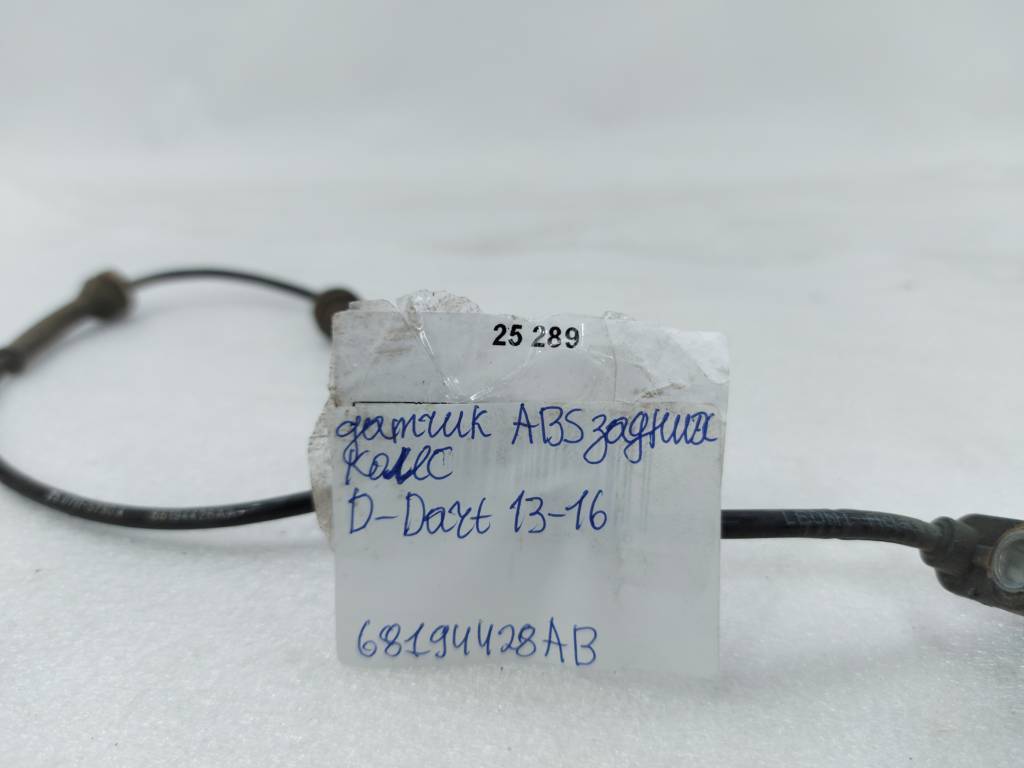 25 289
датчик ABS задних
колес
D-Dart 13-16
68194428AB